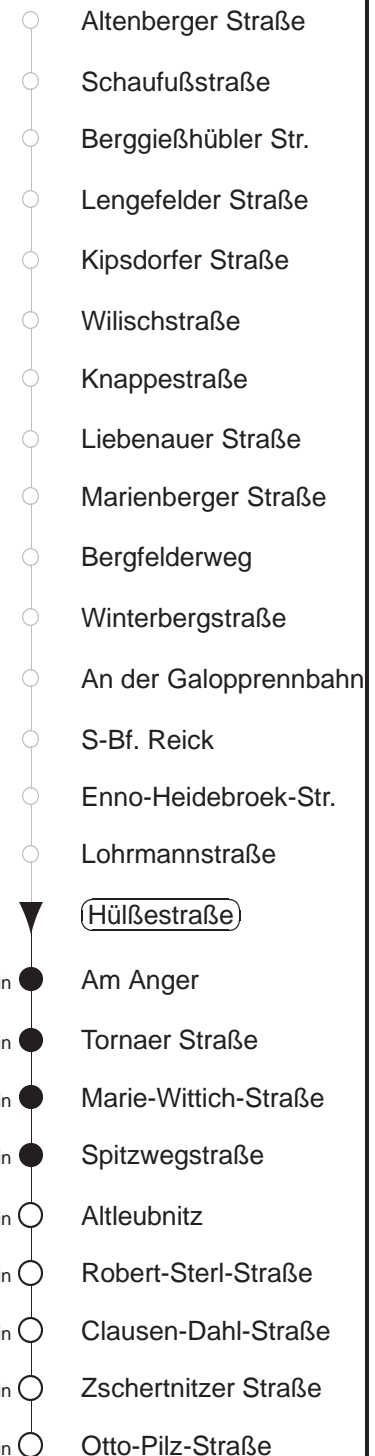 Altenberger Straße
Schaufußstraße
Berggießhübler Str.
Lengefelder Straße
Kipsdorfer Straße
Wilischstraße
Knappestraße
Liebenauer Straße
Marienberger Straße
Bergfelderweg
Winterbergstraße
An der Galopprennbahn
S-Bf. Reick
Enno-Heidebroek-Str.
Lohrmannstraße
Hülßestraße
Am Anger
Tornaer Straße
Marie-Wittich-Straße
Spitzwegstraße
Altleubnitz
Robert-Sterl-Straße
Clausen-Dahl-Straße
Zschertnitzer Straße
Otto-Pilz-Straße